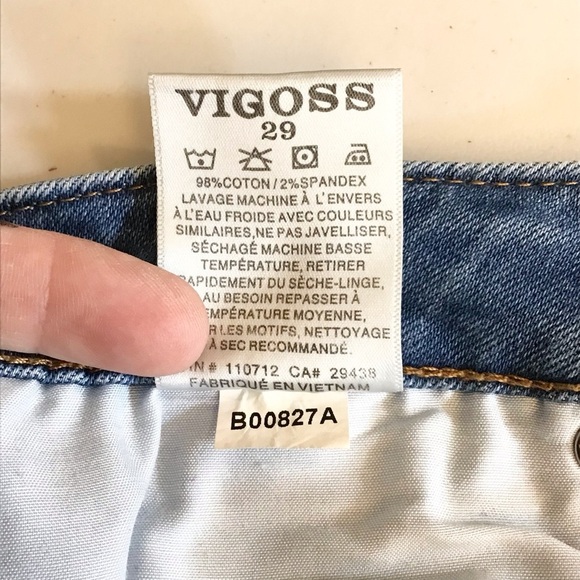 VIGOSS
29
98%COTON/2%SPANDEX
LAVAGE MACHINE À L'ENVERS
À L'EAU FROIDE AVEC COULEURS
SIMILAIRES,NE PAS JAVELLISER,
SÉCHAGE MACHINE BASSE
TEMPÉRATURE, RETIRER
RAPIDEMENT DU SÈCHE-LINGE,
AU BESOIN REPASSER À
TEMPÉRATURE MOYENNE,
LES MOTIFS, NETTOYAGE
À SEC RECOMMANDÉ.
# 110712 CA# 29438
FABRIQUÉ EN VIETNAM
B00827A